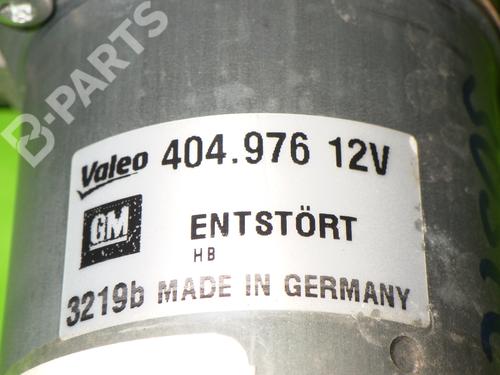 B-PARTS
Valeo 404.976 12V
GM ENTSTÖRT
HB
3219b MADE IN GERMANY